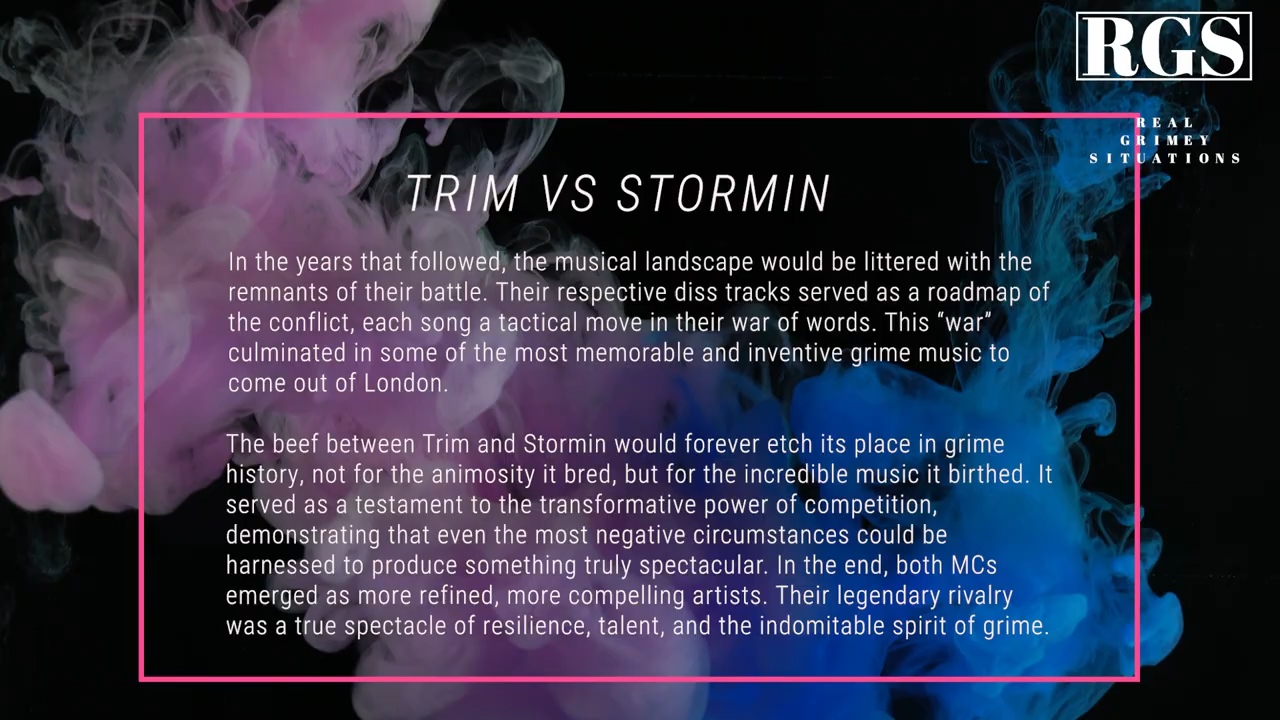 RGS
REAL
GRIMEY
SITUATIONS
TRIM VS STORMIN
In the years that followed, the musical landscape would be littered with the
remnants of their battle. Their respective diss tracks served as a roadmap of
the conflict, each song a tactical move in their war of words. This “war”
culminated in some of the most memorable and inventive grime music to
come out of London.
The beef between Trim and Stormin would forever etch its place in grime
history, not for the animosity it bred, but for the incredible music it birthed. It
served as a testament to the transformative power of competition,
demonstrating that even the most negative circumstances could be
harnessed to produce something truly spectacular. In the end, both MCs
emerged as more refined, more compelling artists. Their legendary rivalry
was a true spectacle of resilience, talent, and the indomitable spirit of grime.